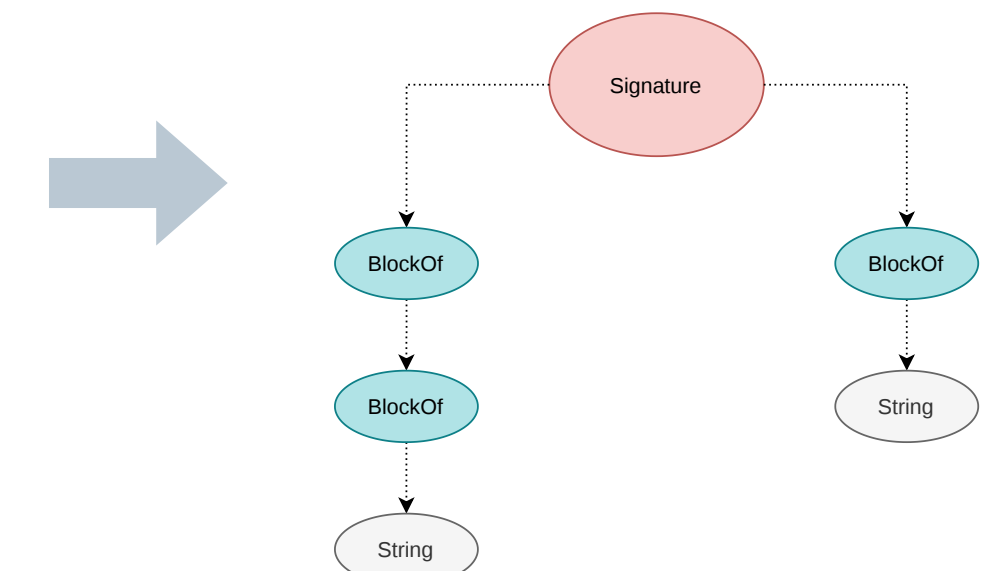 Signature
BlockOf
BlockOf
BlockOf
String
String